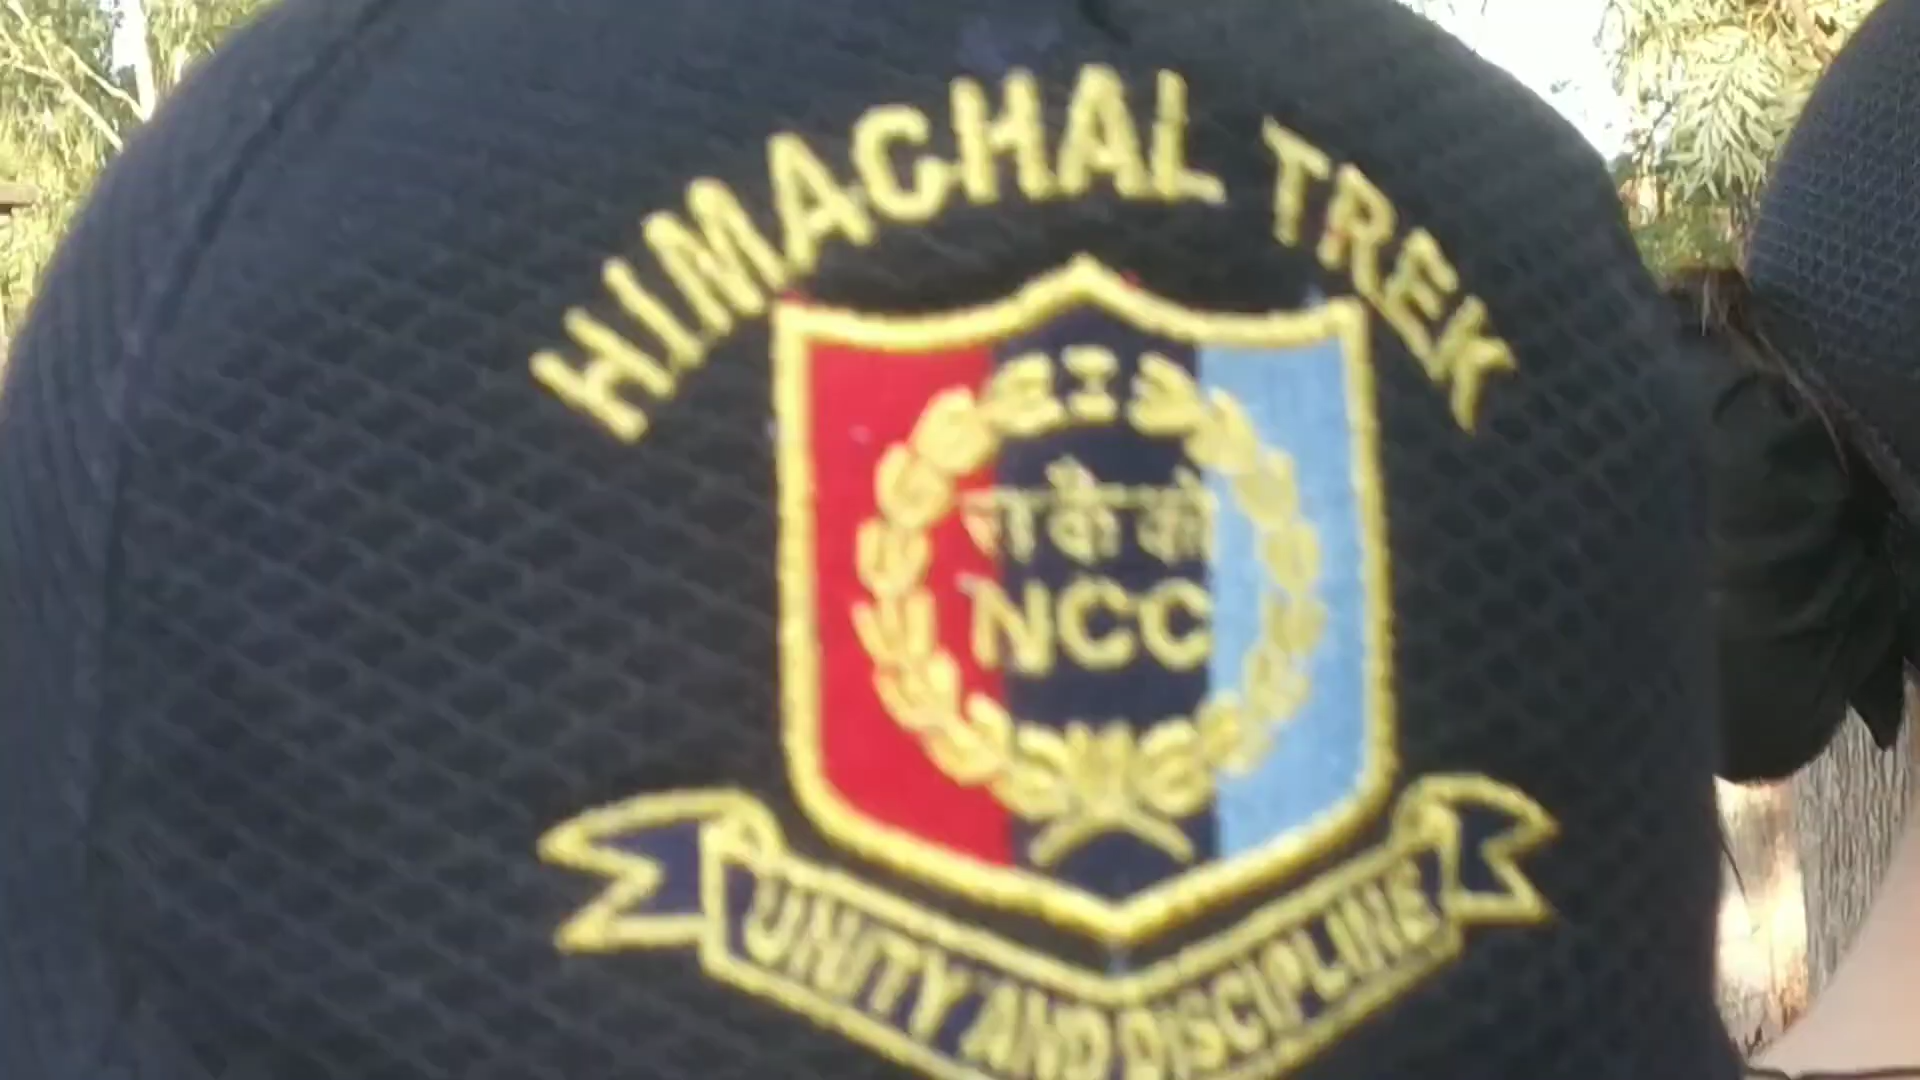 HIMACHAL TREK
रा कै को
NCC
UNITY AND DISCIPLINE